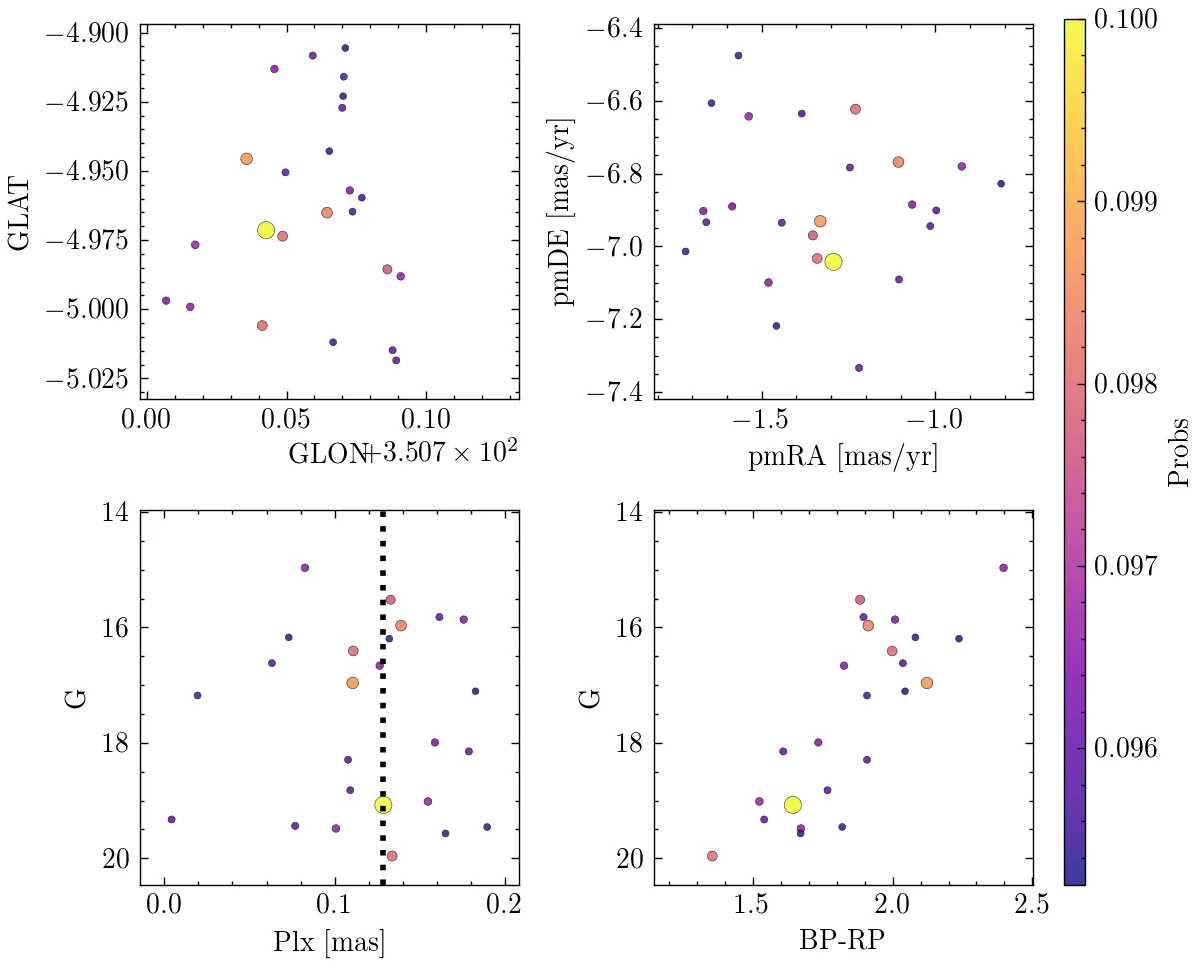 −4.900
−4.925
−4.950
−4.975
−5.000
−5.025
GLAT
0.00 0.05 0.10
GLON
+3.507 × 10²
−6.4
−6.6
−6.8
−7.0
−7.2
−7.4
pmDE [mas/yr]
−1.5 −1.0
pmRA [mas/yr]
14
16
18
20
G
0.0 0.1 0.2
Plx [mas]
14
16
18
20
G
1.5 2.0 2.5
BP-RP
0.100
0.099
0.098
0.097
0.096
Probs